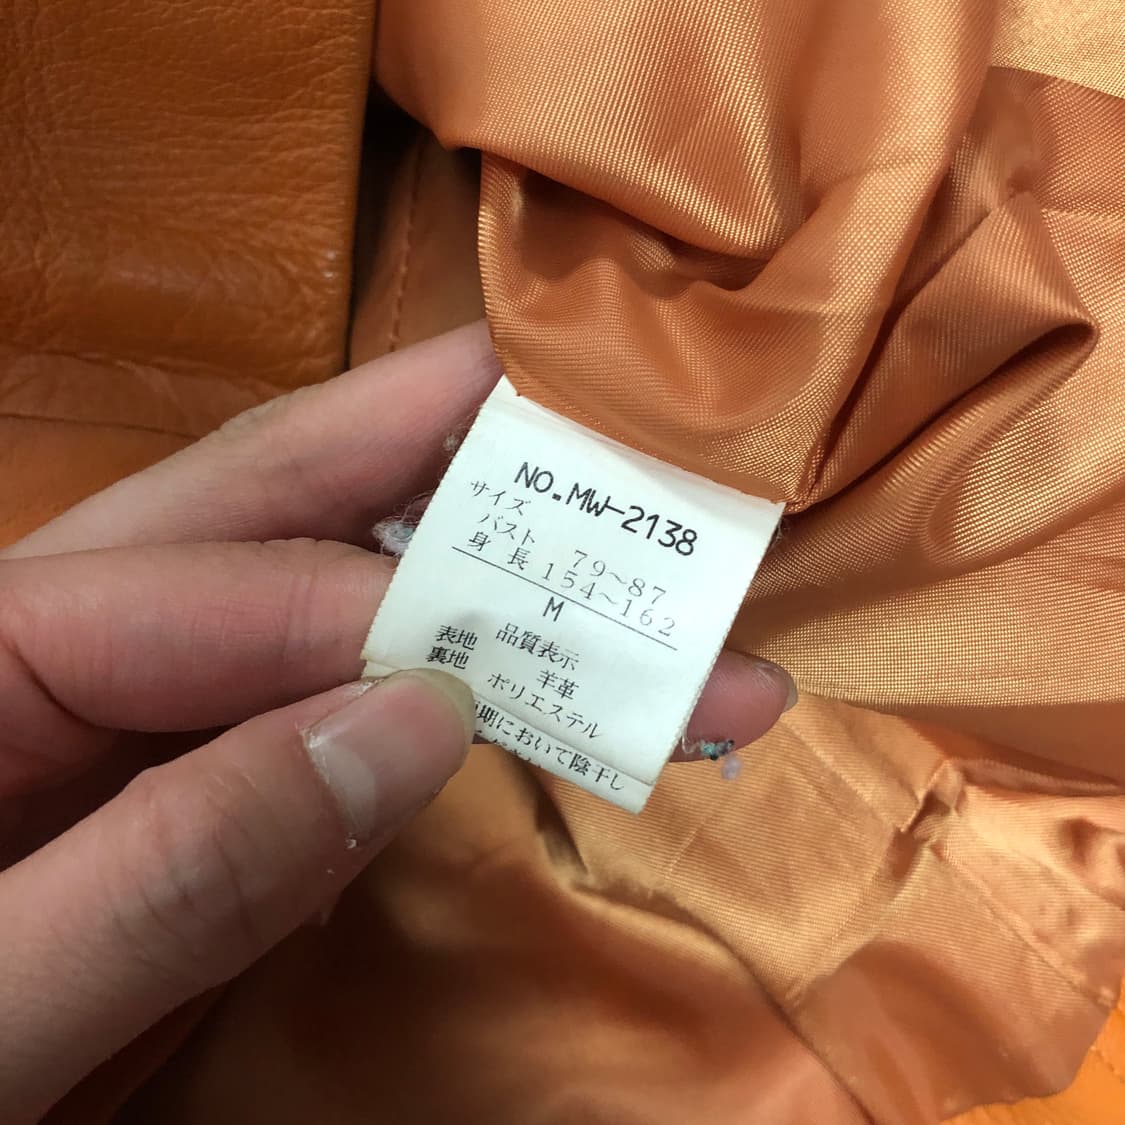 NO.MW-2138
サイズ
バスト 79~87
身長 154~162
M
品質表示
表地 羊革
裏地 ポリエステル
期において陰干し